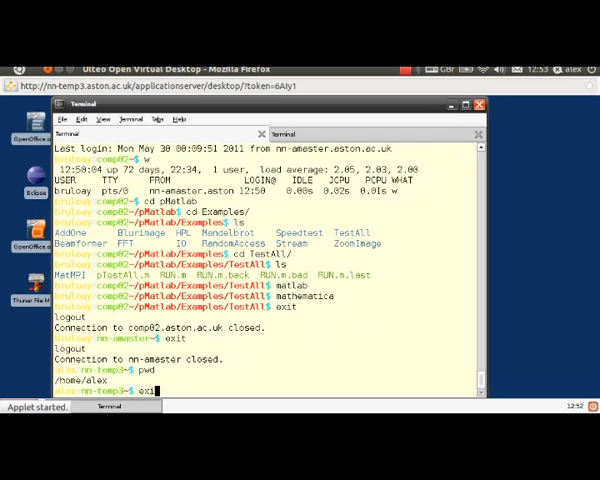 Ulteo Open Virtual Desktop - Mozilla Firefox
GBr 12:53 alex
http://nn-temp3.aston.ac.uk/applicationserver/desktop/?token=6AIy1
Terminal
File Edit View Terminal Tabs Help
Terminal Terminal
Last login: Mon May 30 00:09:51 2011 from nn-amaster.aston.ac.uk
bruloay@comp02~$ w
12:50:04 up 72 days, 22:34, 1 user, load average: 2.05, 2.03, 2.00
USER TTY FROM LOGIN@ IDLE JCPU PCPU WHAT
bruloay pts/0 nn-amaster.aston 12:50 0.00s 0.02s 0.01s w
bruloay@comp02~$ cd pMatlab
bruloay@comp02~/pMatlab$ cd Examples/
bruloay@comp02~/pMatlab/Examples$ ls
AddOne Blurimage HPL Mandelbrot Speedtest TestAll
Beamformer FFT IO RandomAccess Stream ZoomImage
bruloay@comp02~/pMatlab/Examples$ cd TestAll/
bruloay@comp02~/pMatlab/Examples/TestAll$ ls
MatMPI pTestAll.m RUN.m RUN.m.back RUN.m.bad RUN.m.last
bruloay@comp02~/pMatlab/Examples/TestAll$ matlab
bruloay@comp02~/pMatlab/Examples/TestAll$ mathematica
bruloay@comp02~/pMatlab/Examples/TestAll$ exit
logout
Connection to comp02.aston.ac.uk closed.
bruloay@nn-amaster~$ exit
logout
Connection to nn-amaster closed.
alex@nn-temp3~$ pwd
/home/alex
alex@nn-temp3~$ exi
OpenOffice.o
Eclipse
OpenOffice.o
Thunar File M
Applet started.
Terminal
12:52